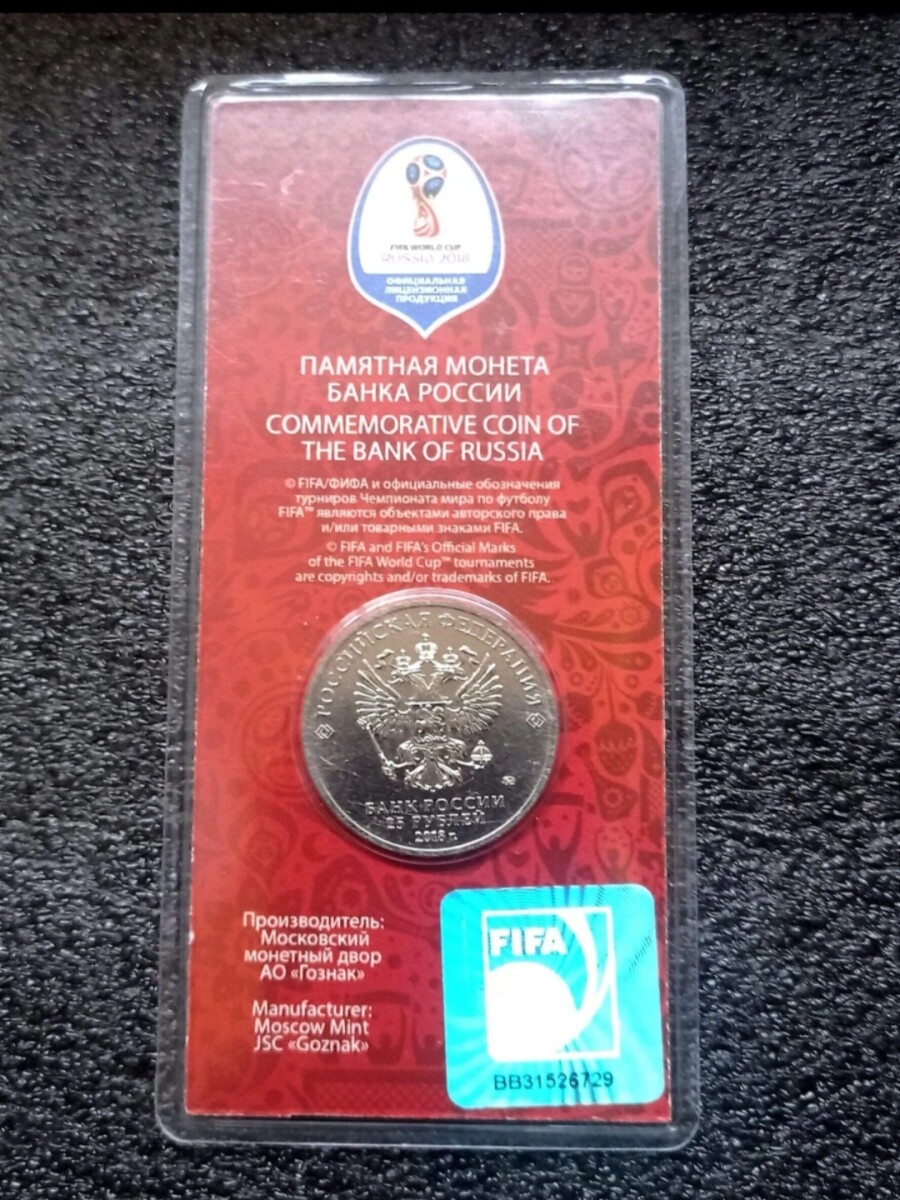 FIFA WORLD CUP
RUSSIA 2018
ОФИЦИАЛЬНАЯ
ЛИЦЕНЗИОННАЯ
ПРОДУКЦИЯ
ПАМЯТНАЯ МОНЕТА
БАНКА РОССИИ
COMMEMORATIVE COIN OF
THE BANK OF RUSSIA
© FIFA/ФИФА и официальные обозначения
турниров Чемпионата мира по футболу
FIFA™ являются объектами авторского права
и/или товарными знаками FIFA.
© FIFA and FIFA's Official Marks
of the FIFA World Cup™ tournaments
are copyrights and/or trademarks of FIFA.
РОССИЙСКАЯ ФЕДЕРАЦИЯ
БАНК РОССИИ
25 РУБЛЕЙ
2018 г.
Производитель:
Московский
монетный двор
АО «Гознак»
Manufacturer:
Moscow Mint
JSC «Goznak»
FIFA
BB31526729